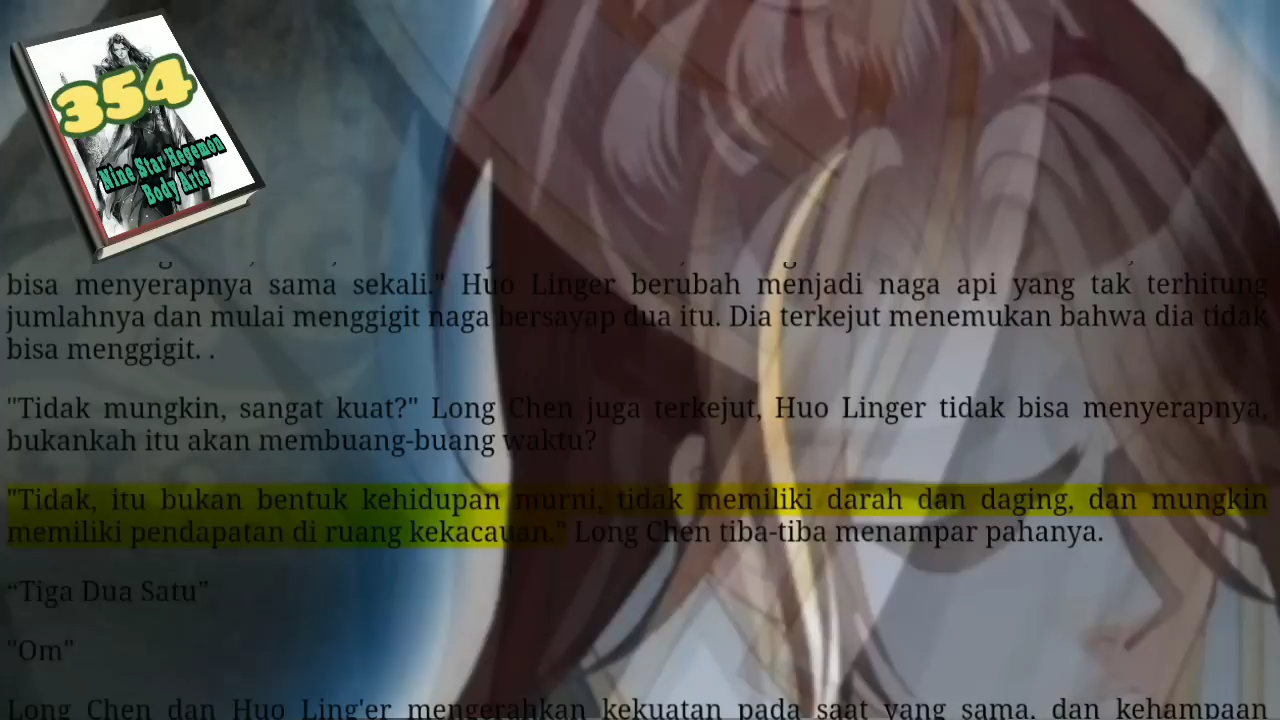 354
Nine Star Hegemon
Body Arts
bisa menyerapnya sama sekali." Huo Linger berubah menjadi naga api yang tak terhitung
jumlahnya dan mulai menggigit naga bersayap dua itu. Dia terkejut menemukan bahwa dia tidak
bisa menggigit. .
"Tidak mungkin, sangat kuat?" Long Chen juga terkejut, Huo Linger tidak bisa menyerapnya,
bukankah itu akan membuang-buang waktu?
"Tidak, itu bukan bentuk kehidupan murni, tidak memiliki darah dan daging, dan mungkin
memiliki pendapatan di ruang kekacauan." Long Chen tiba-tiba menampar pahanya.
“Tiga Dua Satu”
"Om"
Long Chen dan Huo Ling'er mengerahkan kekuatan pada saat yang sama, dan kehampaan